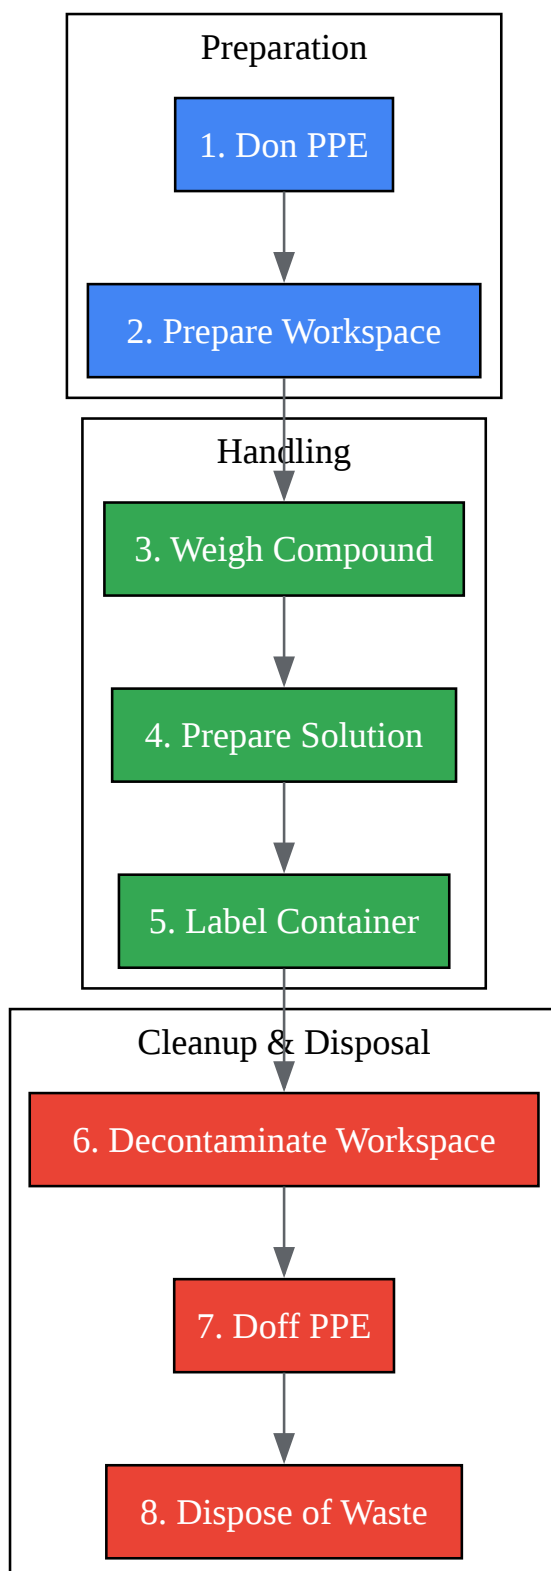 Preparation
1. Don PPE
2. Prepare Workspace
Handling
3. Weigh Compound
4. Prepare Solution
5. Label Container
Cleanup & Disposal
6. Decontaminate Workspace
7. Doff PPE
8. Dispose of Waste